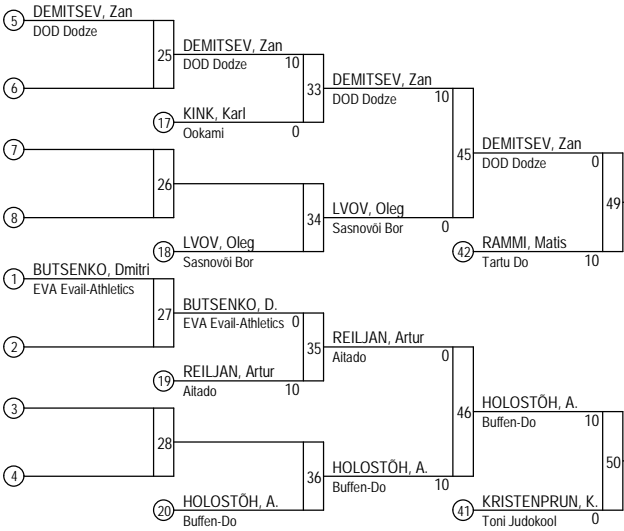 5 DEMITSEV, Zan
DOD Dodze
25
DEMITSEV, Zan
DOD Dodze 10
6
33
DEMITSEV, Zan
DOD Dodze 10
17 KINK, Karl
Ookami 0
45
DEMITSEV, Zan
DOD Dodze 0
7
26
8
34
LVOV, Oleg
Sasnovõi Bor 0
18 LVOV, Oleg
Sasnovõi Bor
49
42 RAMMI, Matis
Tartu Do 10
1 BUTSENKO, Dmitri
EVA Evail-Athletics
27
BUTSENKO, D.
EVA Evail-Athletics 0
2
35
REILJAN, Artur
Aitado 0
19 REILJAN, Artur
Aitado 10
46
HOLOSTÕH, A.
Buffen-Do 10
3
28
4
36
HOLOSTÕH, A.
Buffen-Do 10
20 HOLOSTÕH, A.
Buffen-Do
50
41 KRISTENPRUN, K.
Toni Judokool 0